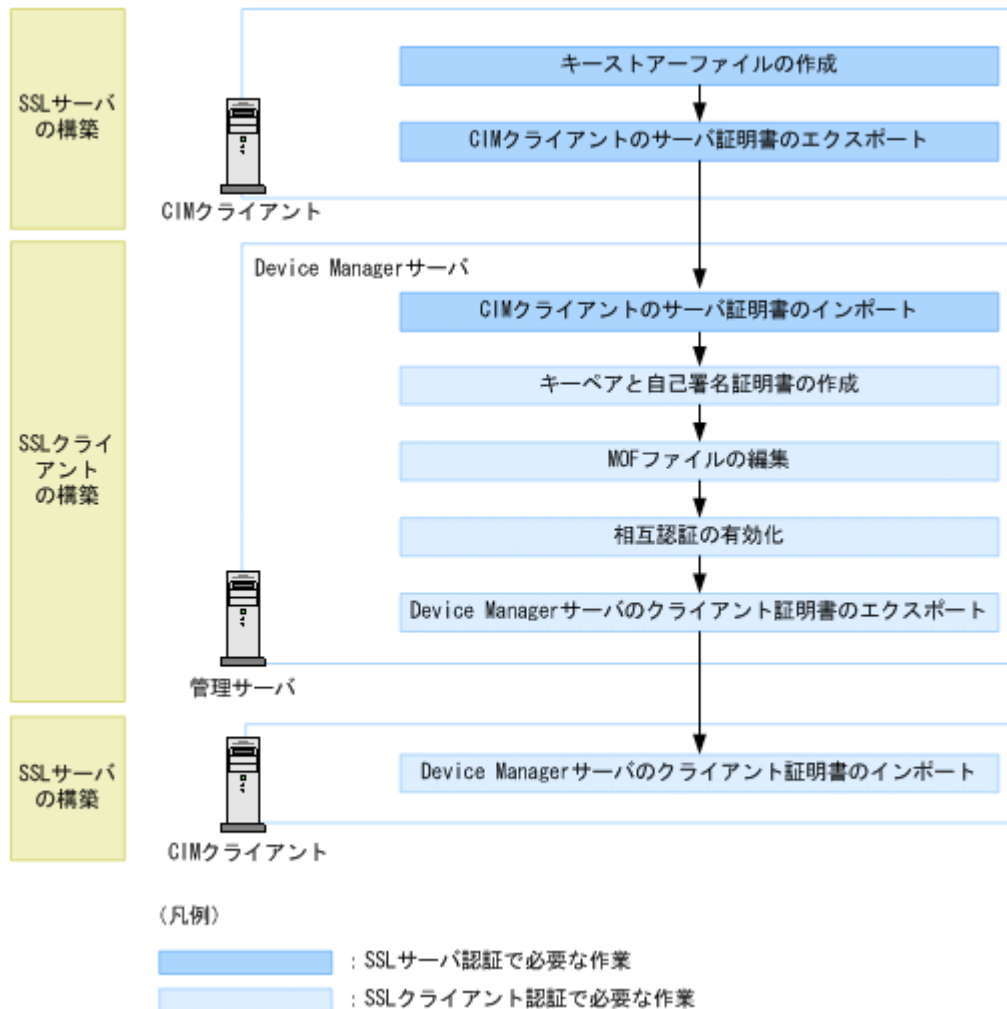 SSLサーバ
の構築
キーストアーファイルの作成
CIMクライアントのサーバ証明書のエクスポート
CIMクライアント
SSLクライ
アント
の構築
Device Managerサーバ
CIMクライアントのサーバ証明書のインポート
キーペアと自己署名証明書の作成
MOFファイルの編集
相互認証の有効化
Device Managerサーバのクライアント証明書のエクスポート
管理サーバ
SSLサーバ
の構築
Device Managerサーバのクライアント証明書のインポート
CIMクライアント
(凡例)
:SSLサーバ認証で必要な作業
:SSLクライアント認証で必要な作業